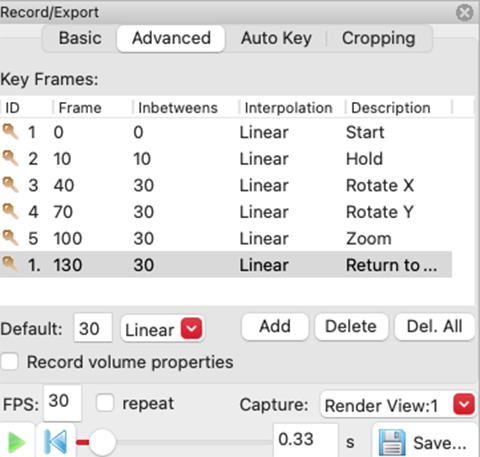 Record/Export
Basic Advanced Auto Key Cropping
Key Frames:
ID Frame Inbetweens Interpolation Description
1 0 0 Linear Start
2 10 10 Linear Hold
3 40 30 Linear Rotate X
4 70 30 Linear Rotate Y
5 100 30 Linear Zoom
1. 130 30 Linear Return to ...
Default: 30 Linear Add Delete Del. All
Record volume properties
FPS: 30 repeat Capture: Render View:1
0.33 s Save...